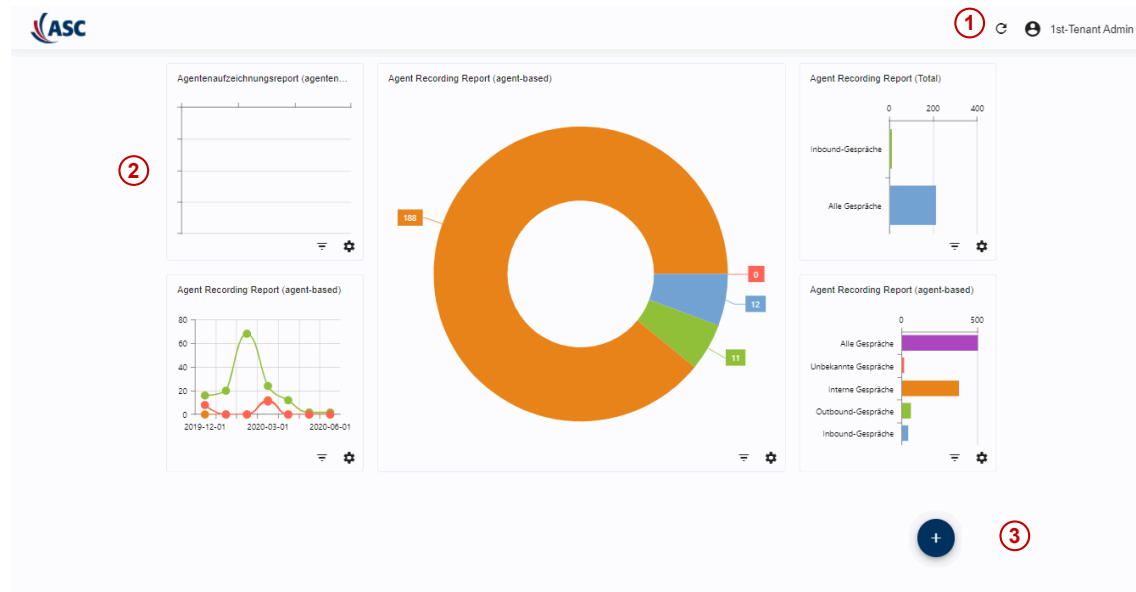 ASC
1
1st-Tenant Admin
Agentenaufzeichnungsreport (agenten...
2
Agent Recording Report (agent-based)
188
0
12
11
Agent Recording Report (Total)
0 200 400
Inbound-Gespräche
Alle Gespräche
Agent Recording Report (agent-based)
80
60
40
20
0
2019-12-01 2020-03-01 2020-06-01
Agent Recording Report (agent-based)
0 500
Alle Gespräche
Unbekannte Gespräche
Interne Gespräche
Outbound-Gespräche
Inbound-Gespräche
+
3